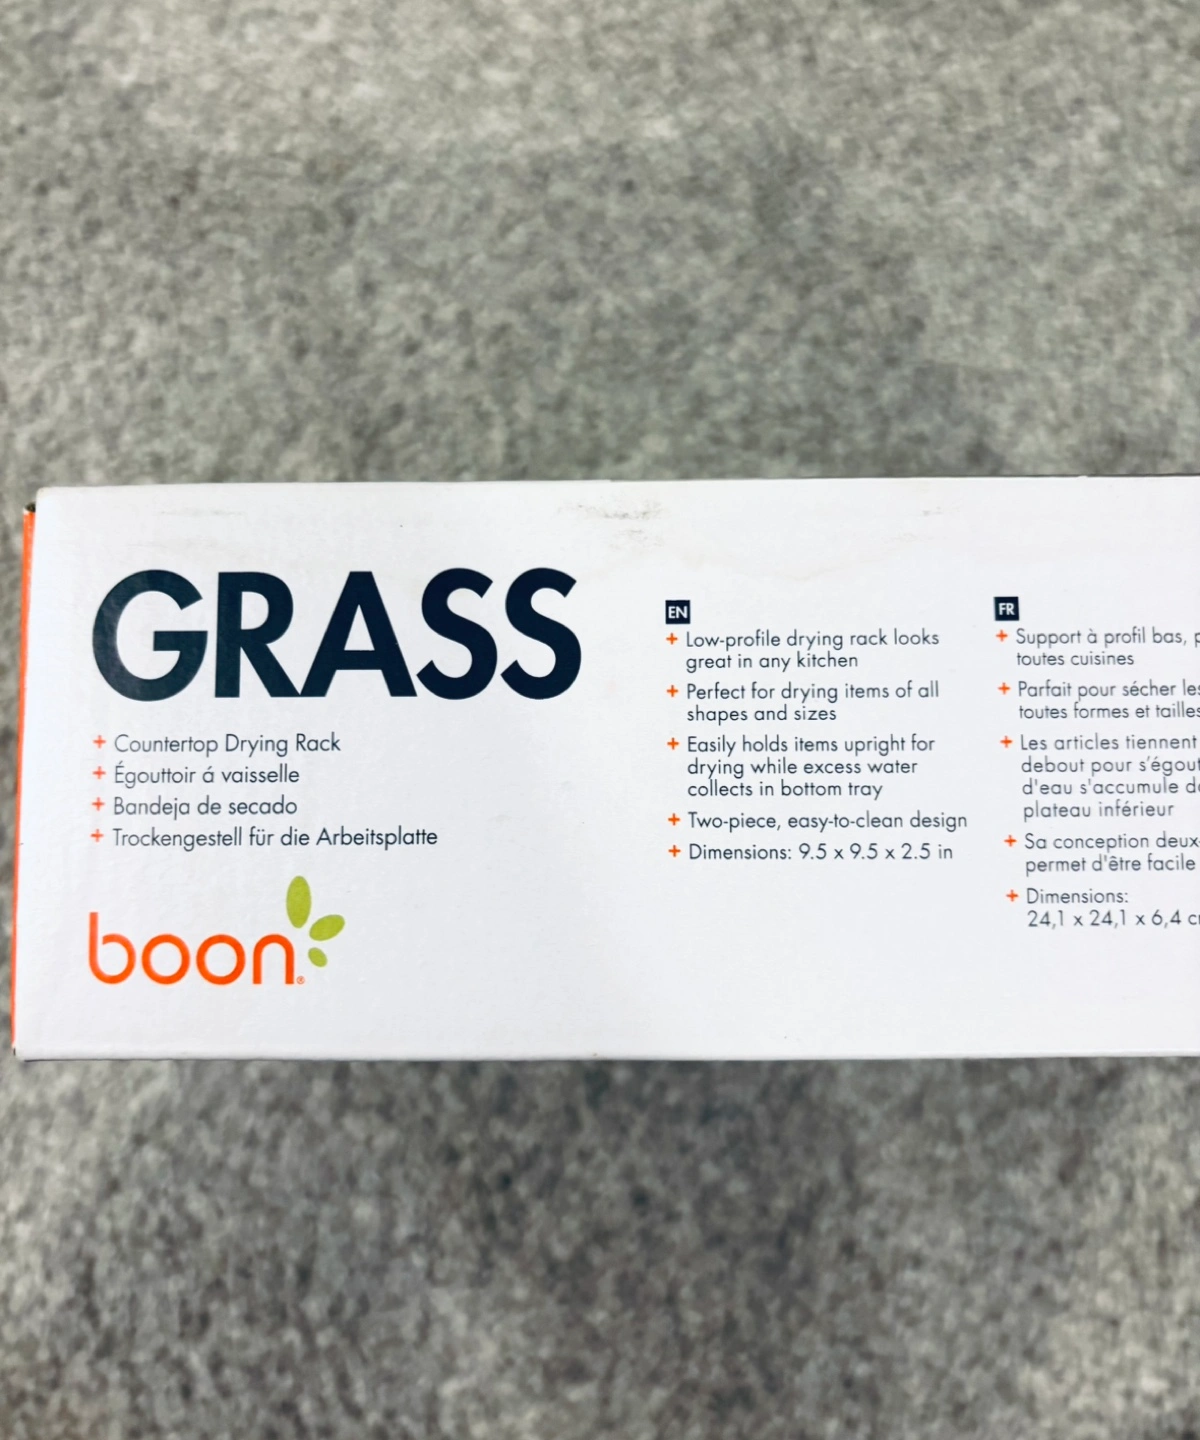 GRASS
+ Countertop Drying Rack
+ Égouttoir á vaisselle
+ Bandeja de secado
+ Trockengestell für die Arbeitsplatte
boon®
EN
+ Low-profile drying rack looks
great in any kitchen
+ Perfect for drying items of all
shapes and sizes
+ Easily holds items upright for
drying while excess water
collects in bottom tray
+ Two-piece, easy-to-clean design
+ Dimensions: 9.5 x 9.5 x 2.5 in
FR
+ Support à profil bas,
toutes cuisines
+ Parfait pour sécher les
toutes formes et tailles
+ Les articles tiennent
debout pour s'égout
d'eau s'accumule
plateau inférieur
+ Sa conception deux-
permet d'être facile
+ Dimensions:
24,1 x 24,1 x 6,4